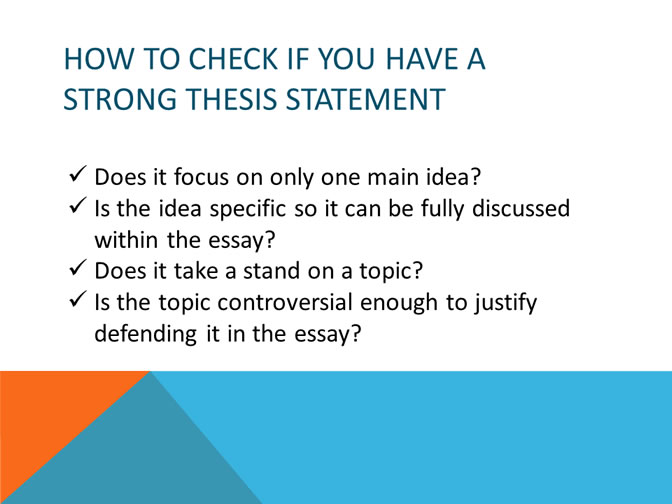 HOW TO CHECK IF YOU HAVE A
STRONG THESIS STATEMENT
✓ Does it focus on only one main idea?
✓ Is the idea specific so it can be fully discussed
within the essay?
✓ Does it take a stand on a topic?
✓ Is the topic controversial enough to justify
defending it in the essay?